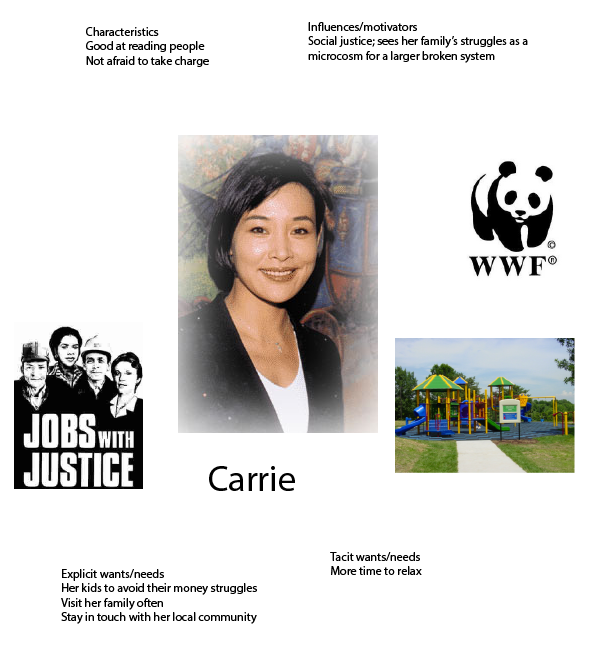 Characteristics
Good at reading people
Not afraid to take charge
Influences/motivators
Social justice; sees her family’s struggles as a
microcosm for a larger broken system
©
WWF®
JOBS WITH
JUSTICE
Carrie
Explicit wants/needs
Her kids to avoid their money struggles
Visit her family often
Stay in touch with her local community
Tacit wants/needs
More time to relax